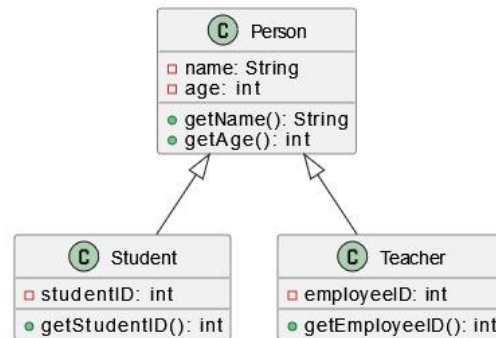 C Person
name: String
age: int
getName(): String
getAge(): int
C Student
studentID: int
getStudentID(): int
C Teacher
employeeID: int
getEmployeeID(): int